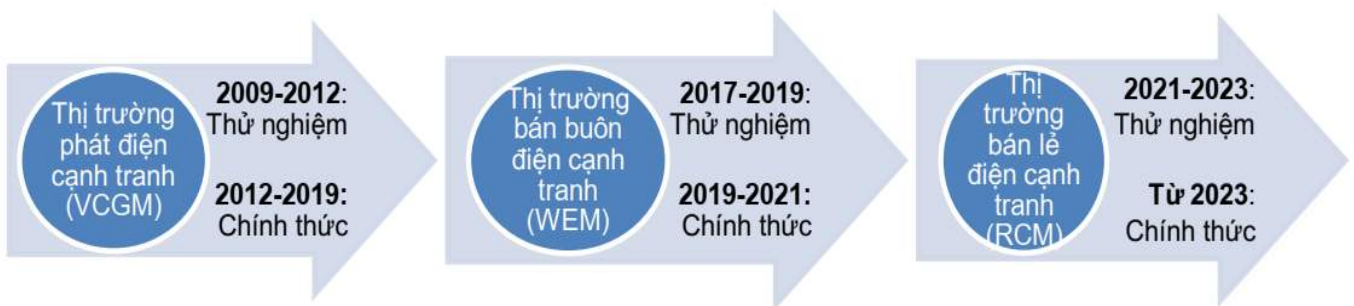 Thị trường
phát điện
cạnh tranh
(VCGM)
2009-2012:
Thử nghiệm
2012-2019:
Chính thức
Thị trường
bán buôn
điện cạnh
tranh
(WEM)
2017-2019:
Thử nghiệm
2019-2021:
Chính thức
Thị
trường
bán lẻ
điện cạnh
tranh
(RCM)
2021-2023:
Thử nghiệm
Từ 2023:
Chính thức